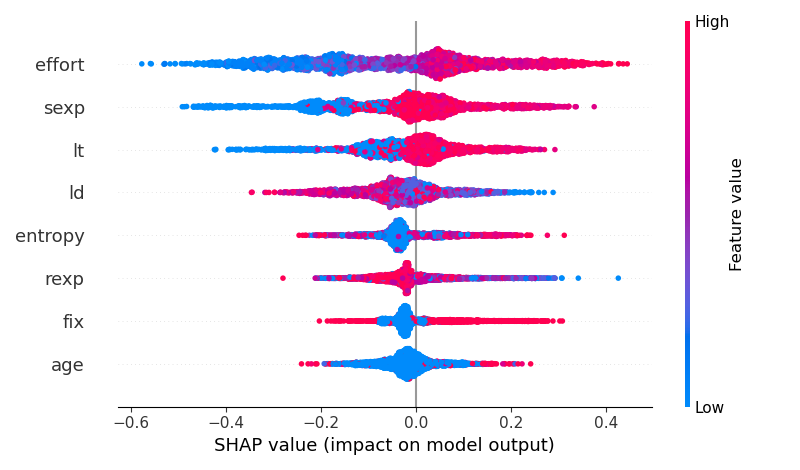 High
effort
sexp
lt
ld
entropy
rexp
fix
age
Feature value
Low
−0.6 −0.4 −0.2 0.0 0.2 0.4
SHAP value (impact on model output)